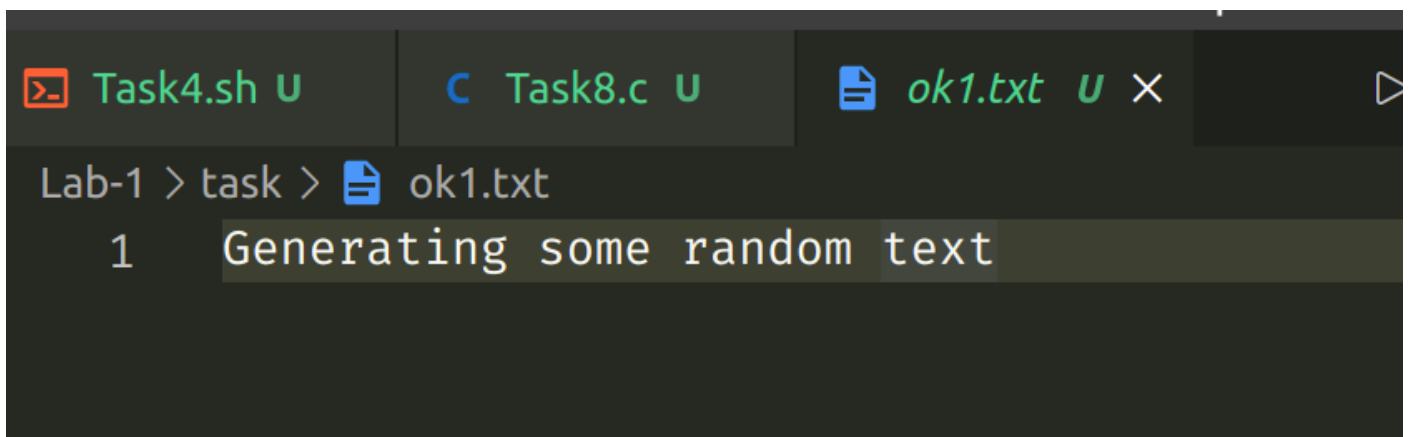 Task4.sh U
C Task8.c U
ok1.txt U
Lab-1 > task > ok1.txt
1 Generating some random text